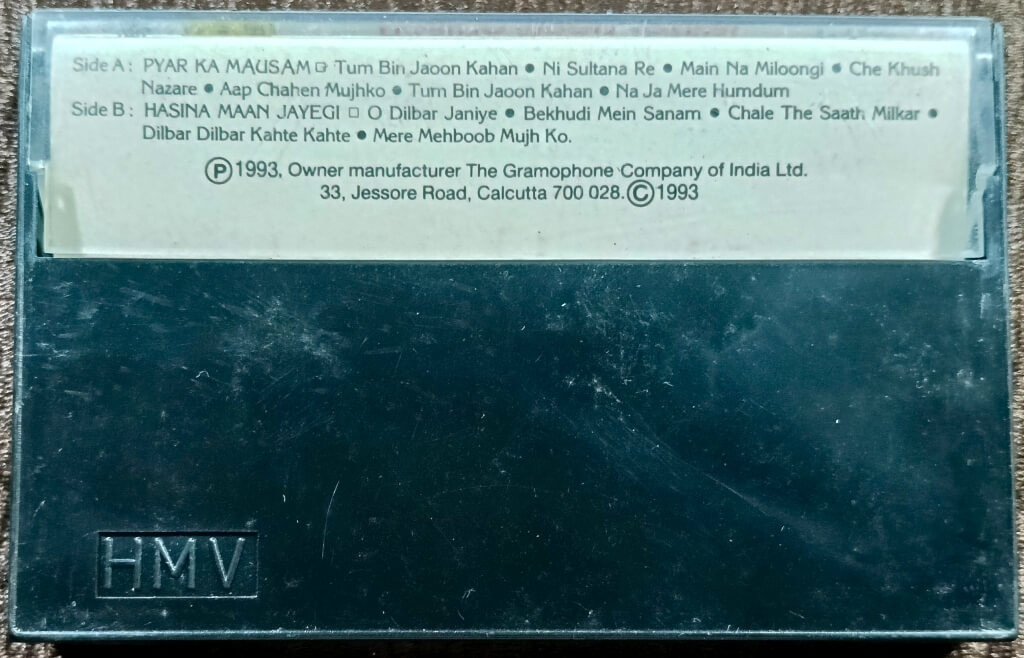 Side A : PYAR KA MAUSAM □ Tum Bin Jaoon Kahan ● Ni Sultana Re ● Main Na Miloongi ● Che Khush
Nazare ● Aap Chahen Mujhko ● Tum Bin Jaoon Kahan ● Na Ja Mere Humdum
Side B : HASINA MAAN JAYEGI □ O Dilbar Janiye ● Bekhudi Mein Sanam ● Chale The Saath Milkar ●
Dilbar Dilbar Kahte Kahte ● Mere Mehboob Mujh Ko.
Ⓟ 1993, Owner manufacturer The Gramophone Company of India Ltd.
33, Jessore Road, Calcutta 700 028. © 1993
HMV